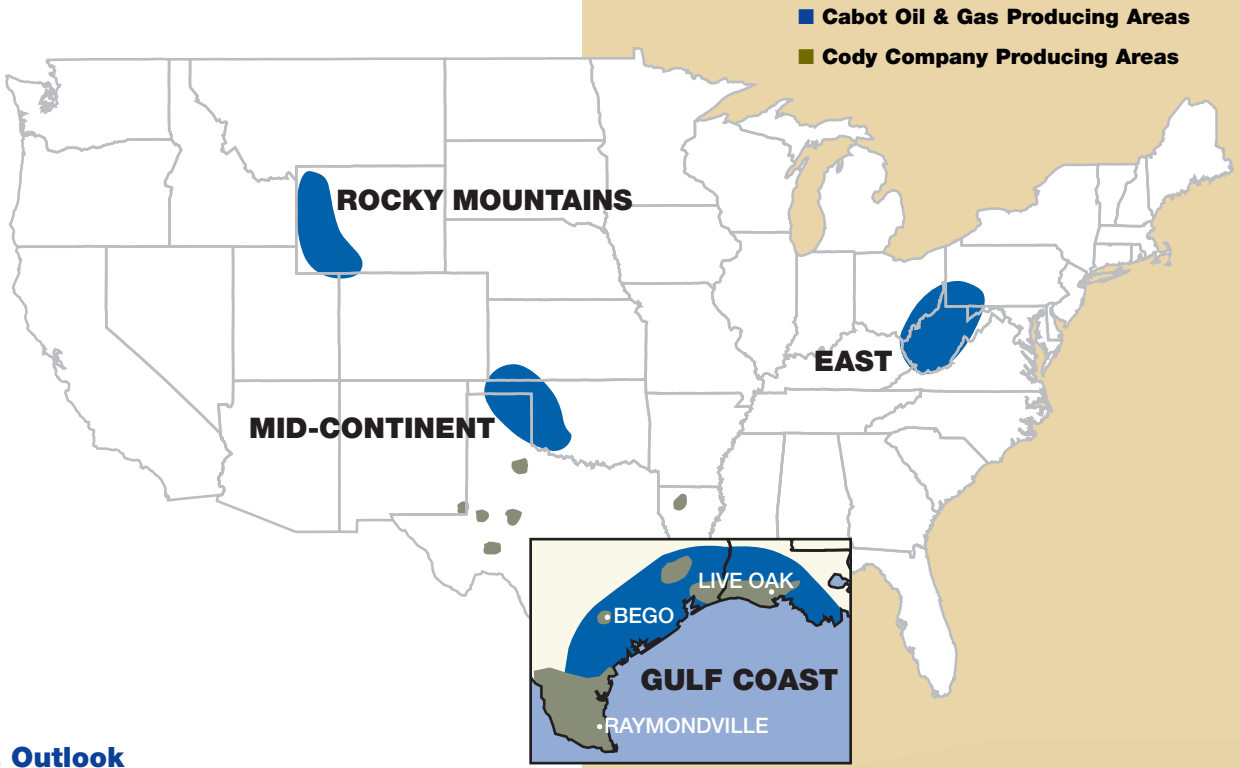 Cabot Oil & Gas Producing Areas
Cody Company Producing Areas
ROCKY MOUNTAINS
EAST
MID-CONTINENT
LIVE OAK
BEGO
GULF COAST
RAYMONDVILLE
Outlook